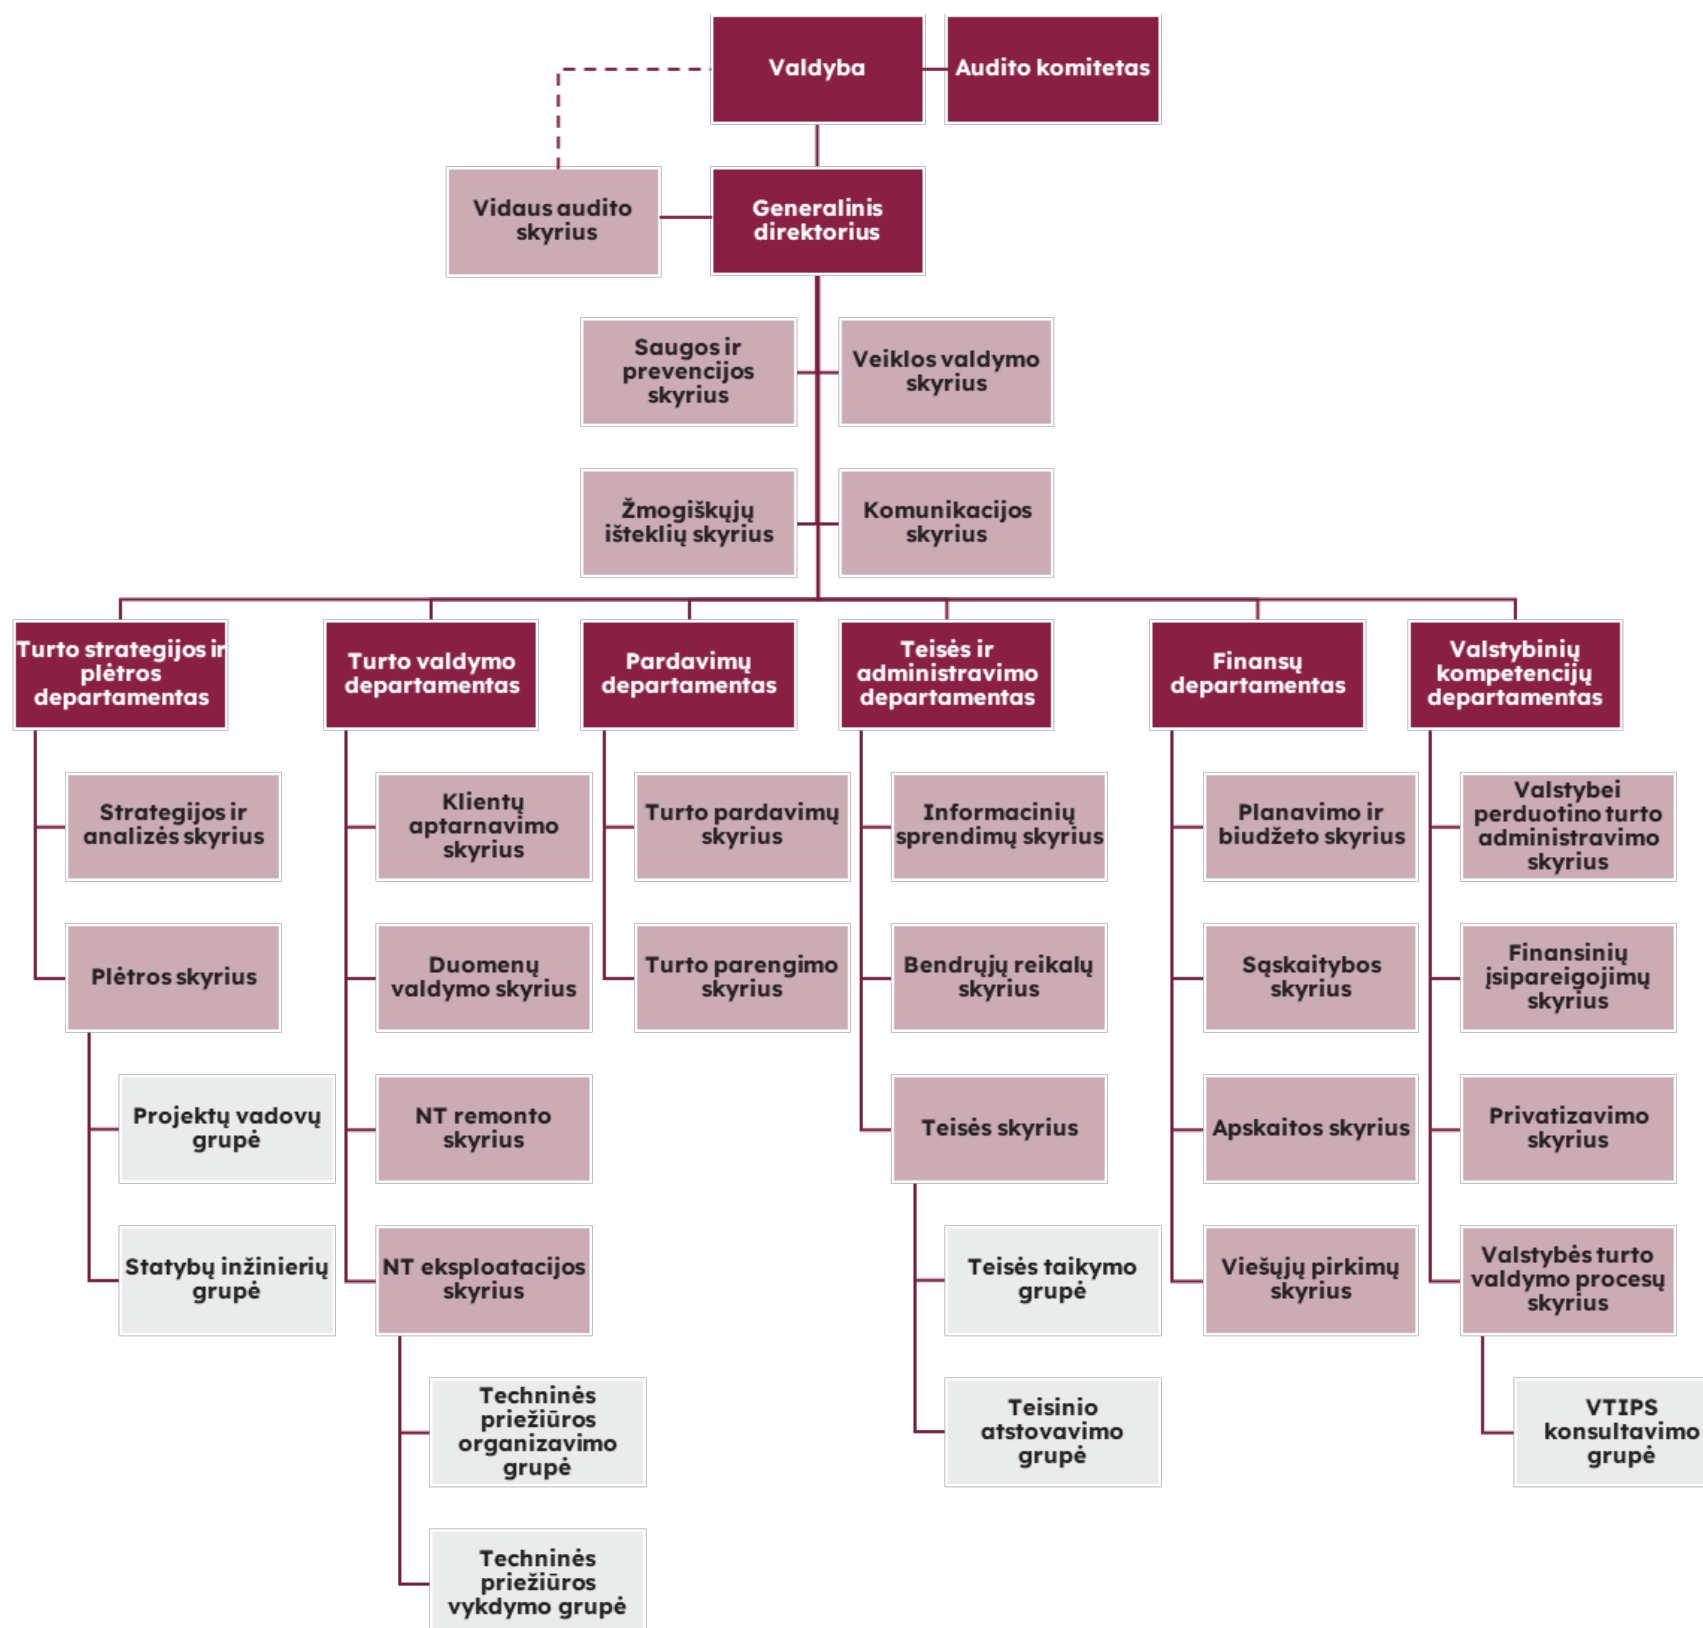 Valdyba
Audito komitetas
Vidaus audito
skyrius
Generalinis
direktorius
Saugos ir
prevencijos
skyrius
Veiklos valdymo
skyrius
Žmogiškųjų
išteklių skyrius
Komunikacijos
skyrius
Turto strategijos ir
plėtros
departamentas
Turto valdymo
departamentas
Pardavimų
departamentas
Teisės ir
administravimo
departamentas
Finansų
departamentas
Valstybinių
kompetencijų
departamentas
Strategijos ir
analizės skyrius
Klientų
aptarnavimo
skyrius
Turto pardavimų
skyrius
Informacinių
sprendimų skyrius
Planavimo ir
biudžeto skyrius
Valstybei
perduotino turto
administravimo
skyrius
Plėtros skyrius
Duomenų
valdymo skyrius
Turto parengimo
skyrius
Bendrųjų reikalų
skyrius
Sąskaitybos
skyrius
Finansinių
įsipareigojimų
skyrius
Projektų vadovų
grupė
NT remonto
skyrius
Teisės skyrius
Apskaitos skyrius
Privatizavimo
skyrius
Statybų inžinierių
grupė
NT eksploatacijos
skyrius
Teisės taikymo
grupė
Viešųjų pirkimų
skyrius
Valstybės turto
valdymo procesų
skyrius
Techninės
priežiūros
organizavimo
grupė
Teisinio
atstovavimo
grupė
VTIPS
konsultavimo
grupė
Techninės
priežiūros
vykdymo grupė